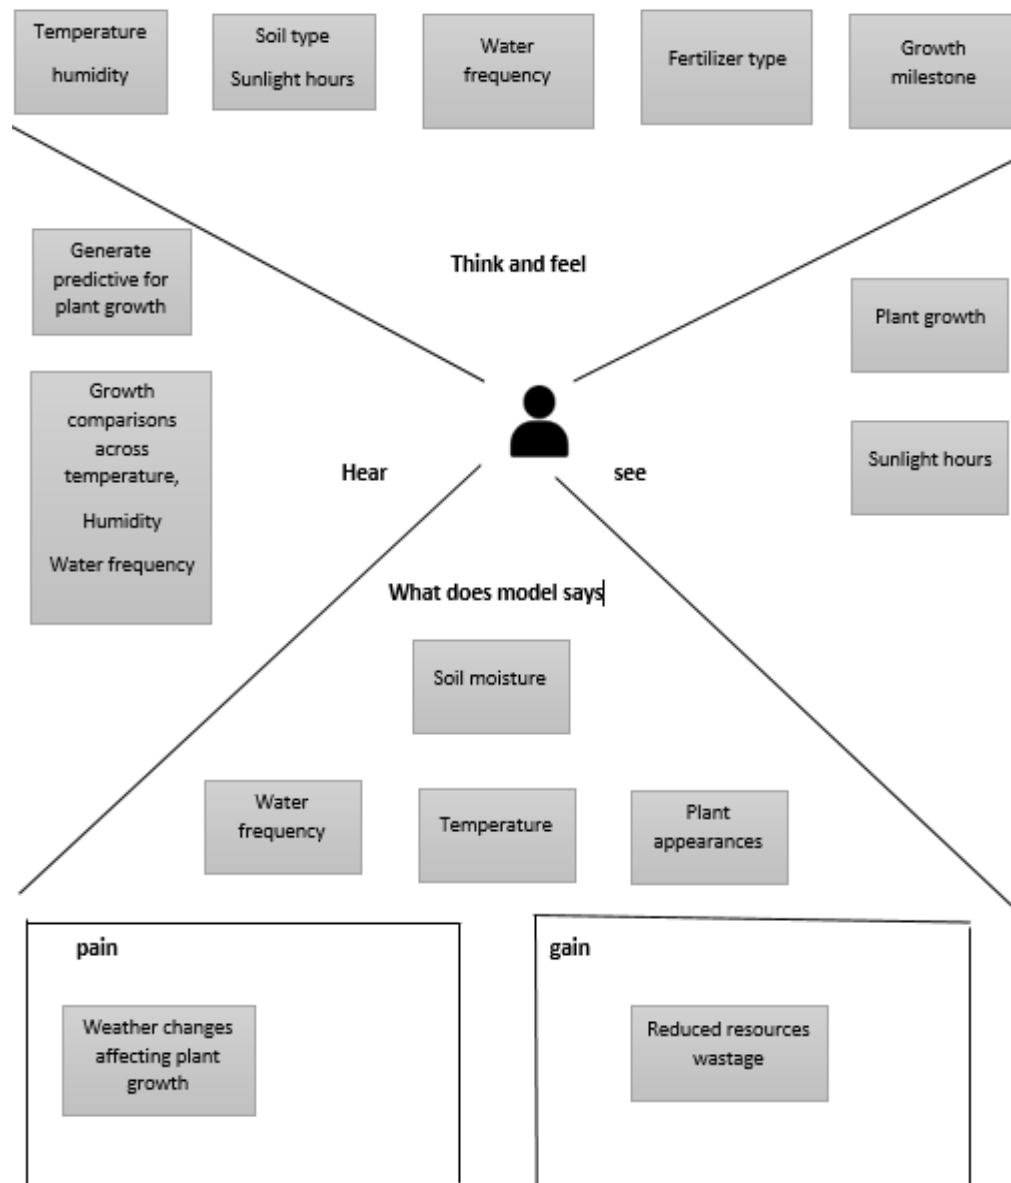 Temperature
humidity
Soil type
Sunlight hours
Water
frequency
Fertilizer type
Growth
milestone
Think and feel
Generate
predictive for
plant growth
Growth
comparisons
across
temperature,
Humidity
Water frequency
Plant growth
Sunlight hours
Hear
see
What does model says
Soil moisture
Water
frequency
Temperature
Plant
appearances
pain
Weather changes
affecting plant
growth
gain
Reduced resources
wastage